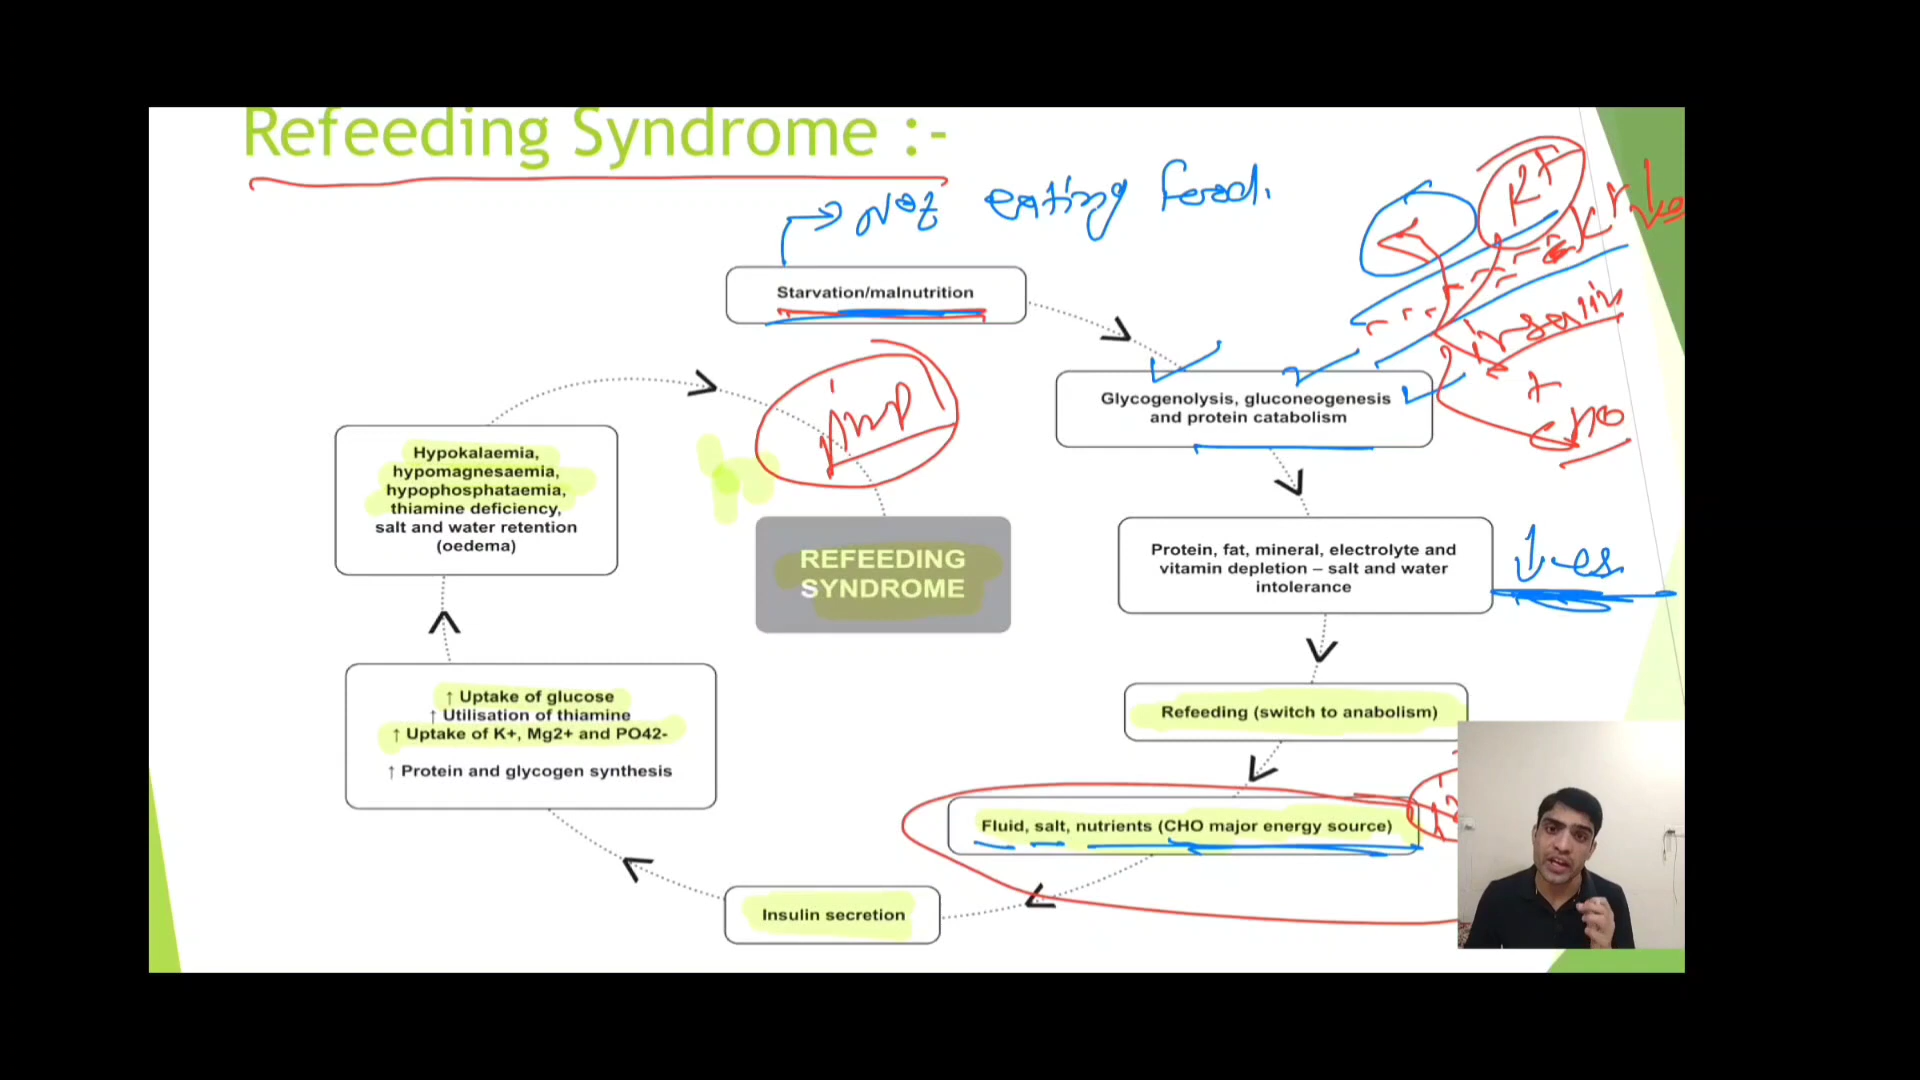 Refeeding Syndrome :-
Not eating food.
Starvation/malnutrition
K+
insulin
+
CHO
Glycogenolysis, gluconeogenesis
and protein catabolism
imp
Protein, fat, mineral, electrolyte and
vitamin depletion – salt and water
intolerance
↓es
Refeeding (switch to anabolism)
Fluid, salt, nutrients (CHO major energy source)
Insulin secretion
↑ Uptake of glucose
↑ Utilisation of thiamine
↑ Uptake of K+, Mg2+ and PO42-
↑ Protein and glycogen synthesis
Hypokalaemia,
hypomagnesaemia,
hypophosphataemia,
thiamine deficiency,
salt and water retention
(oedema)
REFEEDING
SYNDROME